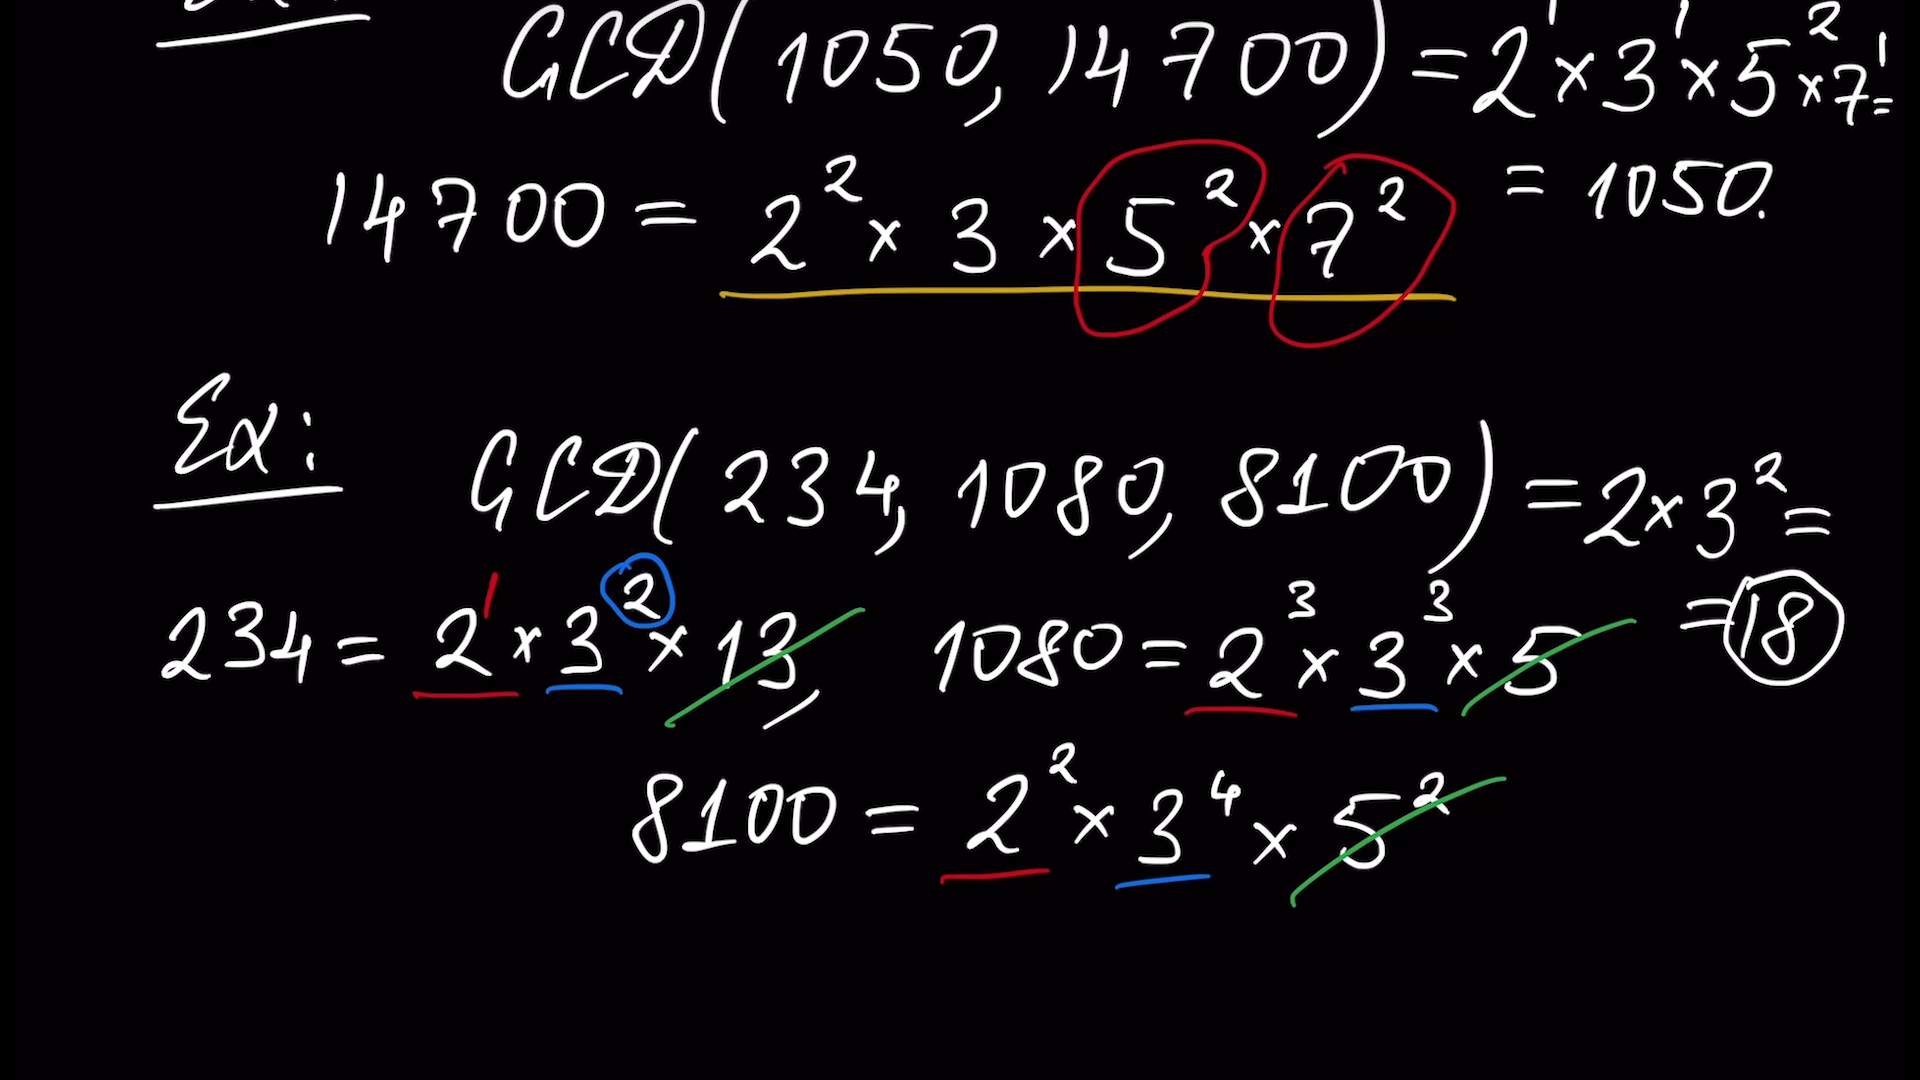 GCD(1050, 14700) = 2¹ × 3¹ × 5² × 7¹ =
14700 = 2² × 3 × 5² × 7² = 1050.
Ex:
GCD(234, 1080, 8100) = 2 × 3² =
234 = 2¹ × 3² × 13, 1080 = 2³ × 3³ × 5 = 18
8100 = 2² × 3⁴ × 5²